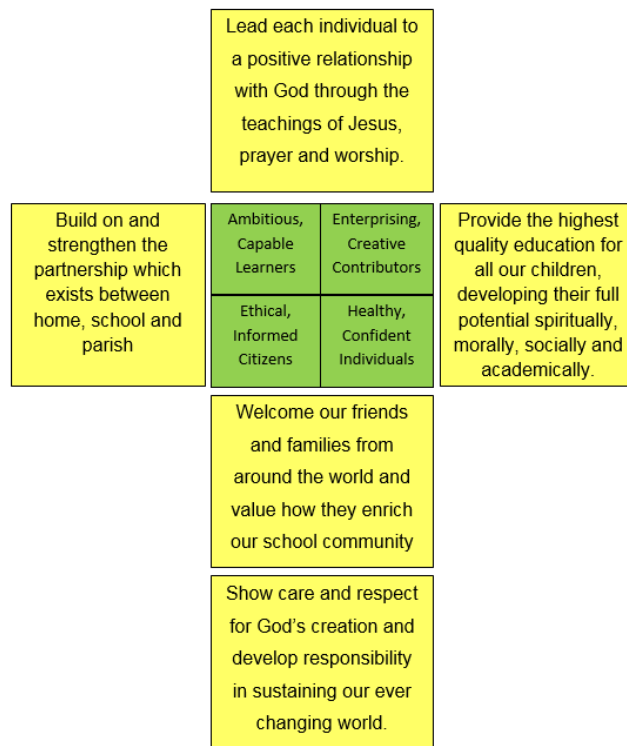 Lead each individual to
a positive relationship
with God through the
teachings of Jesus,
prayer and worship.
Build on and
strengthen the
partnership which
exists between
home, school and
parish
Ambitious,
Capable
Learners
Enterprising,
Creative
Contributors
Ethical,
Informed
Citizens
Healthy,
Confident
Individuals
Provide the highest
quality education for
all our children,
developing their full
potential spiritually,
morally, socially and
academically.
Welcome our friends
and families from
around the world and
value how they enrich
our school community
Show care and respect
for God's creation and
develop responsibility
in sustaining our ever
changing world.